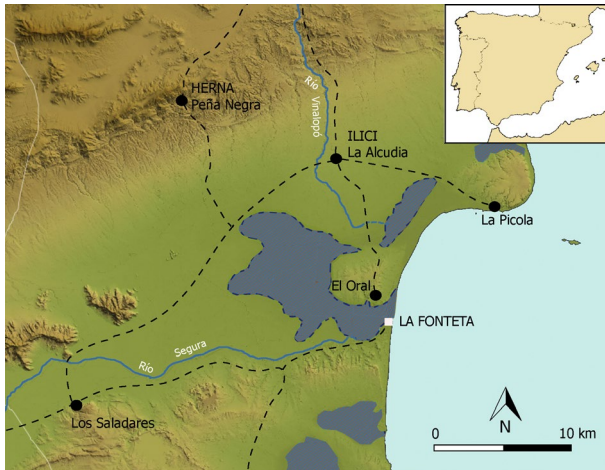 HERNA
Peña Negra
Río
Vinalopó
ILICI
La Alcudia
La Picola
El Oral
LA FONTETA
Segura
Río
Los Saladares
N
0 10 km